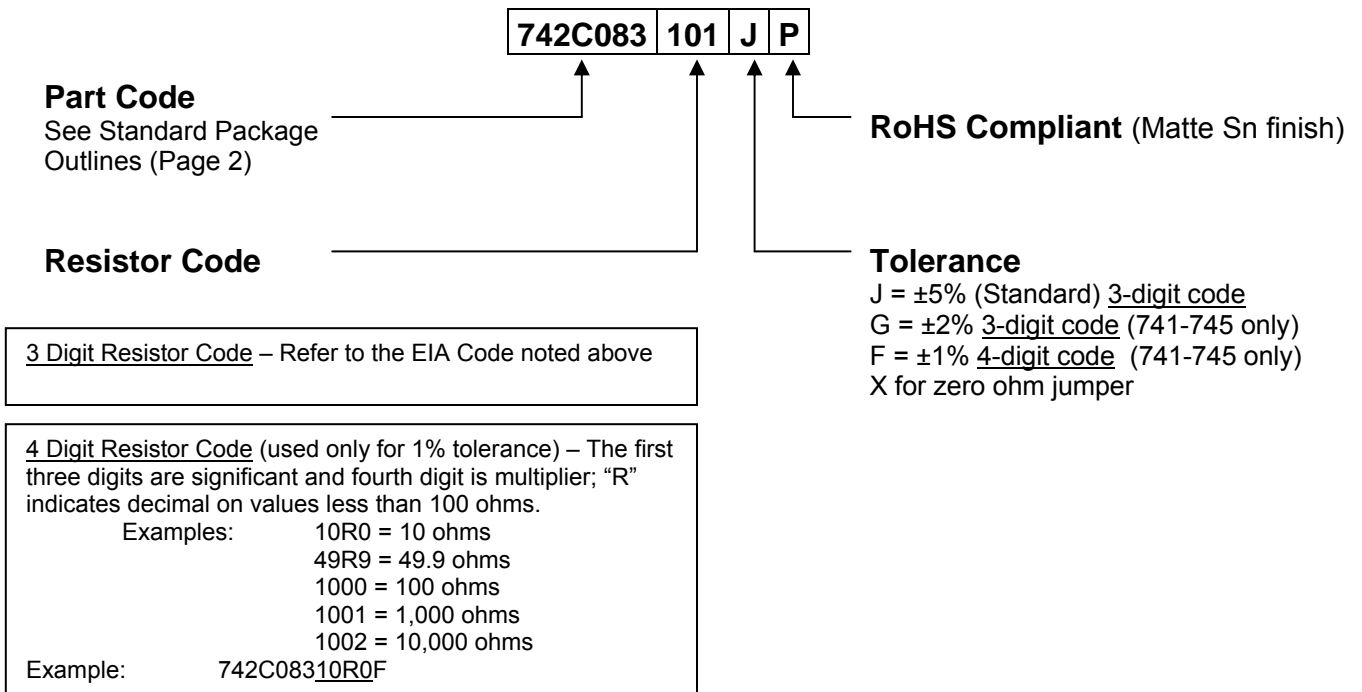 742C083 101 J P
Part Code
See Standard Package
Outlines (Page 2)
RoHS Compliant (Matte Sn finish)
Resistor Code
Tolerance
J = ±5% (Standard) 3-digit code
G = ±2% 3-digit code (741-745 only)
F = ±1% 4-digit code (741-745 only)
X for zero ohm jumper
3 Digit Resistor Code – Refer to the EIA Code noted above
4 Digit Resistor Code (used only for 1% tolerance) – The first
three digits are significant and fourth digit is multiplier; “R”
indicates decimal on values less than 100 ohms.
Examples: 10R0 = 10 ohms
49R9 = 49.9 ohms
1000 = 100 ohms
1001 = 1,000 ohms
1002 = 10,000 ohms
Example: 742C08310R0F